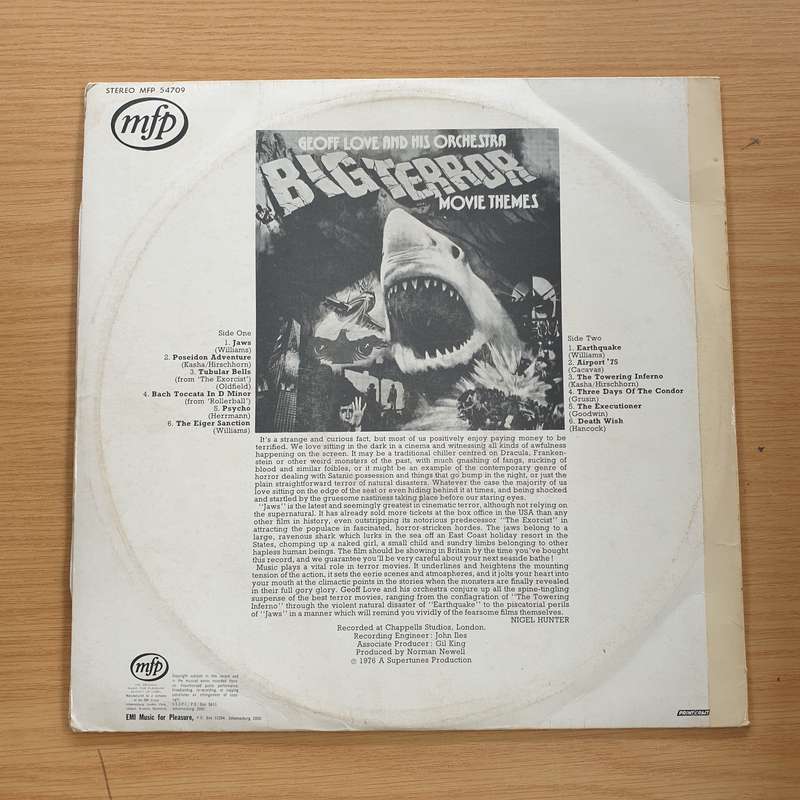 STEREO MFP 54709
mfp
GEOFF LOVE AND HIS ORCHESTRA
BIG TERROR
MOVIE THEMES
Side One
1. Jaws
(Williams)
2. Poseidon Adventure
(Kasha/Hirschhorn)
3. Tubular Bells
(from 'The Exorcist')
(Oldfield)
4. Bach Toccata In D Minor
(from 'Rollerball')
5. Psycho
(Herrmann)
6. The Eiger Sanction
(Williams)
Side Two
1. Earthquake
(Williams)
2. Airport '75
(Cacavas)
3. The Towering Inferno
(Kasha/Hirschhorn)
4. Three Days Of The Condor
(Grusin)
5. The Executioner
(Goodwin)
6. Death Wish
(Hancock)
It's a strange and curious fact, but most of us positively enjoy paying money to be
terrified. We love sitting in the dark in a cinema and witnessing all kinds of awfulness
happening on the screen. It may be a traditional chiller centred on Dracula, Franken-
stein or other weird monsters of the past, with much gnashing of fangs, sucking of
blood and similar foibles, or it might be an example of the contemporary genre of
horror dealing with Satanic possession and things that go bump in the night, or just the
plain straightforward terror of natural disasters. Whatever the case the majority of us
love sitting on the edge of the seat or even hiding behind it at times, and being shocked
and startled by the gruesome nastiness taking place before our staring eyes.
"Jaws" is the latest and seemingly greatest in cinematic terror, although not relying on
the supernatural. It has already sold more tickets at the box office in the USA than any
other film in history, even outstripping its notorious predecessor "The Exorcist" in
attracting the populace in fascinated, horror-stricken hordes. The jaws belong to a
large, ravenous shark which lurks in the sea off an East Coast holiday resort in the
States, chomping up a naked girl, a small child and sundry limbs belonging to other
hapless human beings. The film should be showing in Britain by the time you've bought
this record, and we guarantee you'll be very careful about your next seaside bathe!
Music plays a vital role in terror movies. It underlines and heightens the mounting
tension of the action, it sets the eerie scenes and atmospheres, and it jolts your heart into
your mouth at the climactic points in the stories when the monsters are finally revealed
in their full gory glory. Geoff Love and his orchestra conjure up all the spine-tingling
suspense of the best terror movies, ranging from the conflagration of "The Towering
Inferno" through the violent natural disaster of "Earthquake" to the piscatorial perils
of "Jaws" in a manner which will remind you vividly of the fearsome films themselves.
NIGEL HUNTER
Recorded at Chappells Studios, London.
Recording Engineer: John Iles
Associate Producer: Gil King
Produced by Norman Newell
℗ 1976 A Supertunes Production
mfp
Copyright subsists in this record and
EMI Music for Pleasure,
PRINTCRAFT